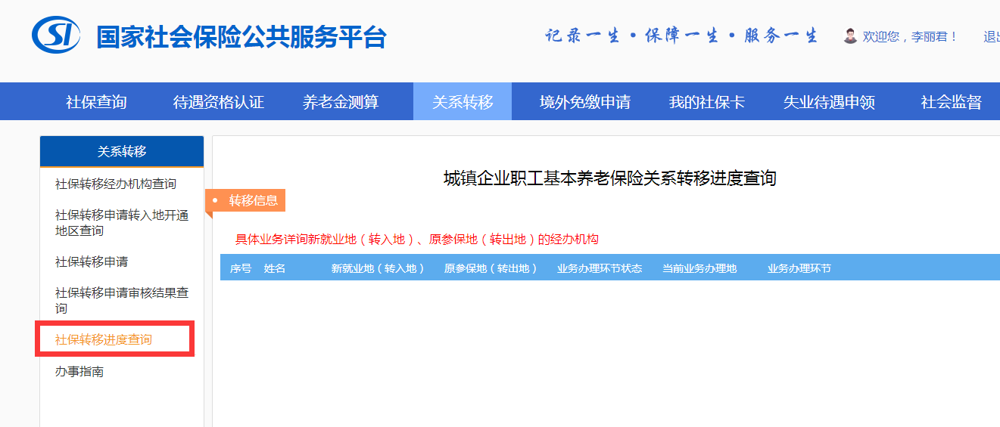 SI 国家社会保险公共服务平台
记录一生·保障一生·服务一生
欢迎您，李丽君！
社保查询 待遇资格认证 养老金测算 关系转移 境外免缴申请 我的社保卡 失业待遇申领 社会监督
关系转移
社保转移经办机构查询
社保转移申请转入地开通
地区查询
社保转移申请
社保转移申请审核结果查
询
社保转移进度查询
办事指南
城镇企业职工基本养老保险关系转移进度查询
转移信息
具体业务详询新就业地（转入地）、原参保地（转出地）的经办机构
序号 姓名 新就业地（转入地） 原参保地（转出地） 业务办理环节状态 当前业务办理地 业务办理环节